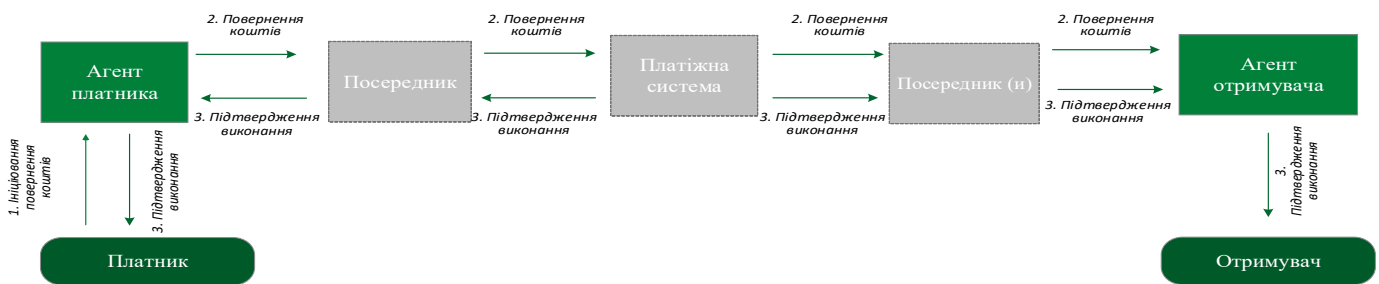 2. Повернення
коштів
2. Повернення
коштів
2. Повернення
коштів
2. Повернення
коштів
Агент
платника
Посередник
Платіжна
система
Посередник (и)
Агент
отримувача
3. Підтвердження
виконання
3. Підтвердження
виконання
3. Підтвердження
виконання
3. Підтвердження
виконання
1. Ініціювання
повернення
коштів
3. Підтвердження
виконання
3.
Підтвердження
виконання
Платник
Отримувач